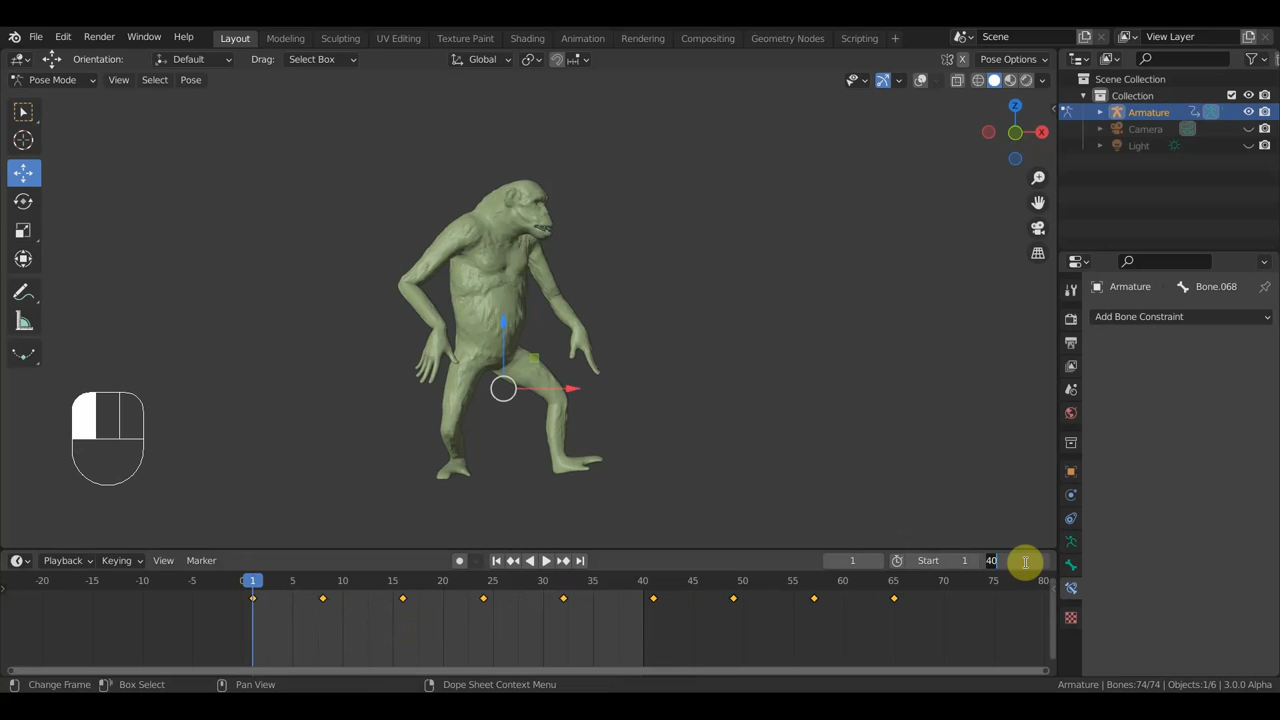 File Edit Render Window Help Layout Modeling Sculpting UV Editing Texture Paint Shading Animation Rendering Compositing Geometry Nodes Scripting + Scene View Layer
Orientation: Default Drag: Select Box Global X Pose Options
Pose Mode View Select Pose
Scene Collection
Collection
Armature
Camera
Light
Z
X
Armature Bone.068
Add Bone Constraint
Playback Keying View Marker 1 Start 1 40
-20 -15 -10 -5 0 1 5 10 15 20 25 30 35 40 45 50 55 60 65 70 75 80
Change Frame Box Select Pan View Dope Sheet Context Menu Armature | Bones:74/74 | Objects:1/6 | 3.0.0 Alpha